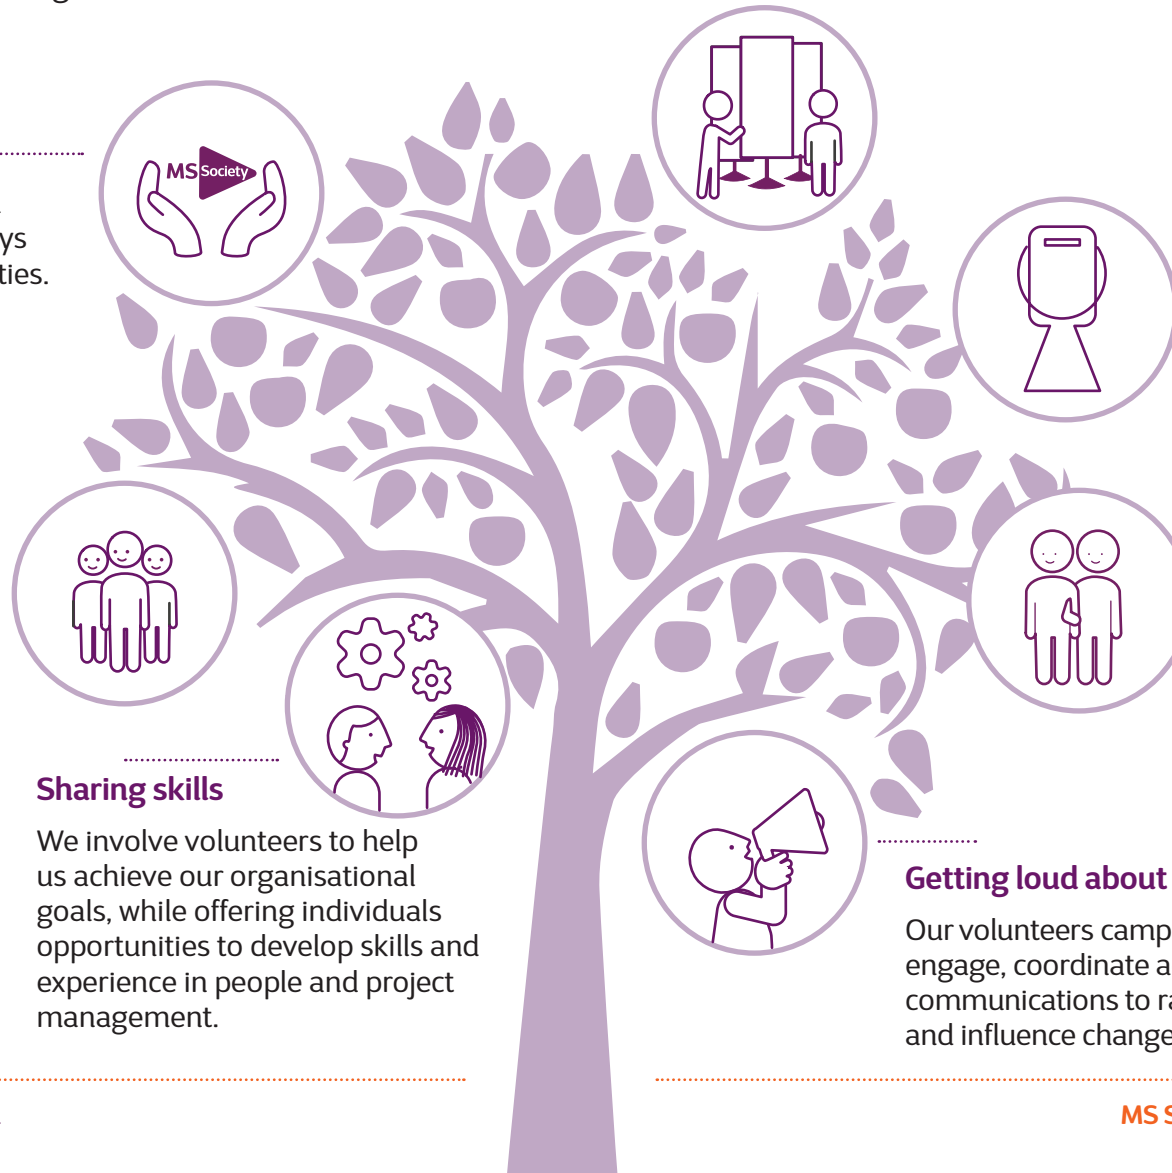 MS Society
ys
ties.
Sharing skills
We involve volunteers to help
us achieve our organisational
goals, while offering individuals
opportunities to develop skills and
experience in people and project
management.
Getting loud about
Our volunteers camp
engage, coordinate a
communications to ra
and influence change
MS S